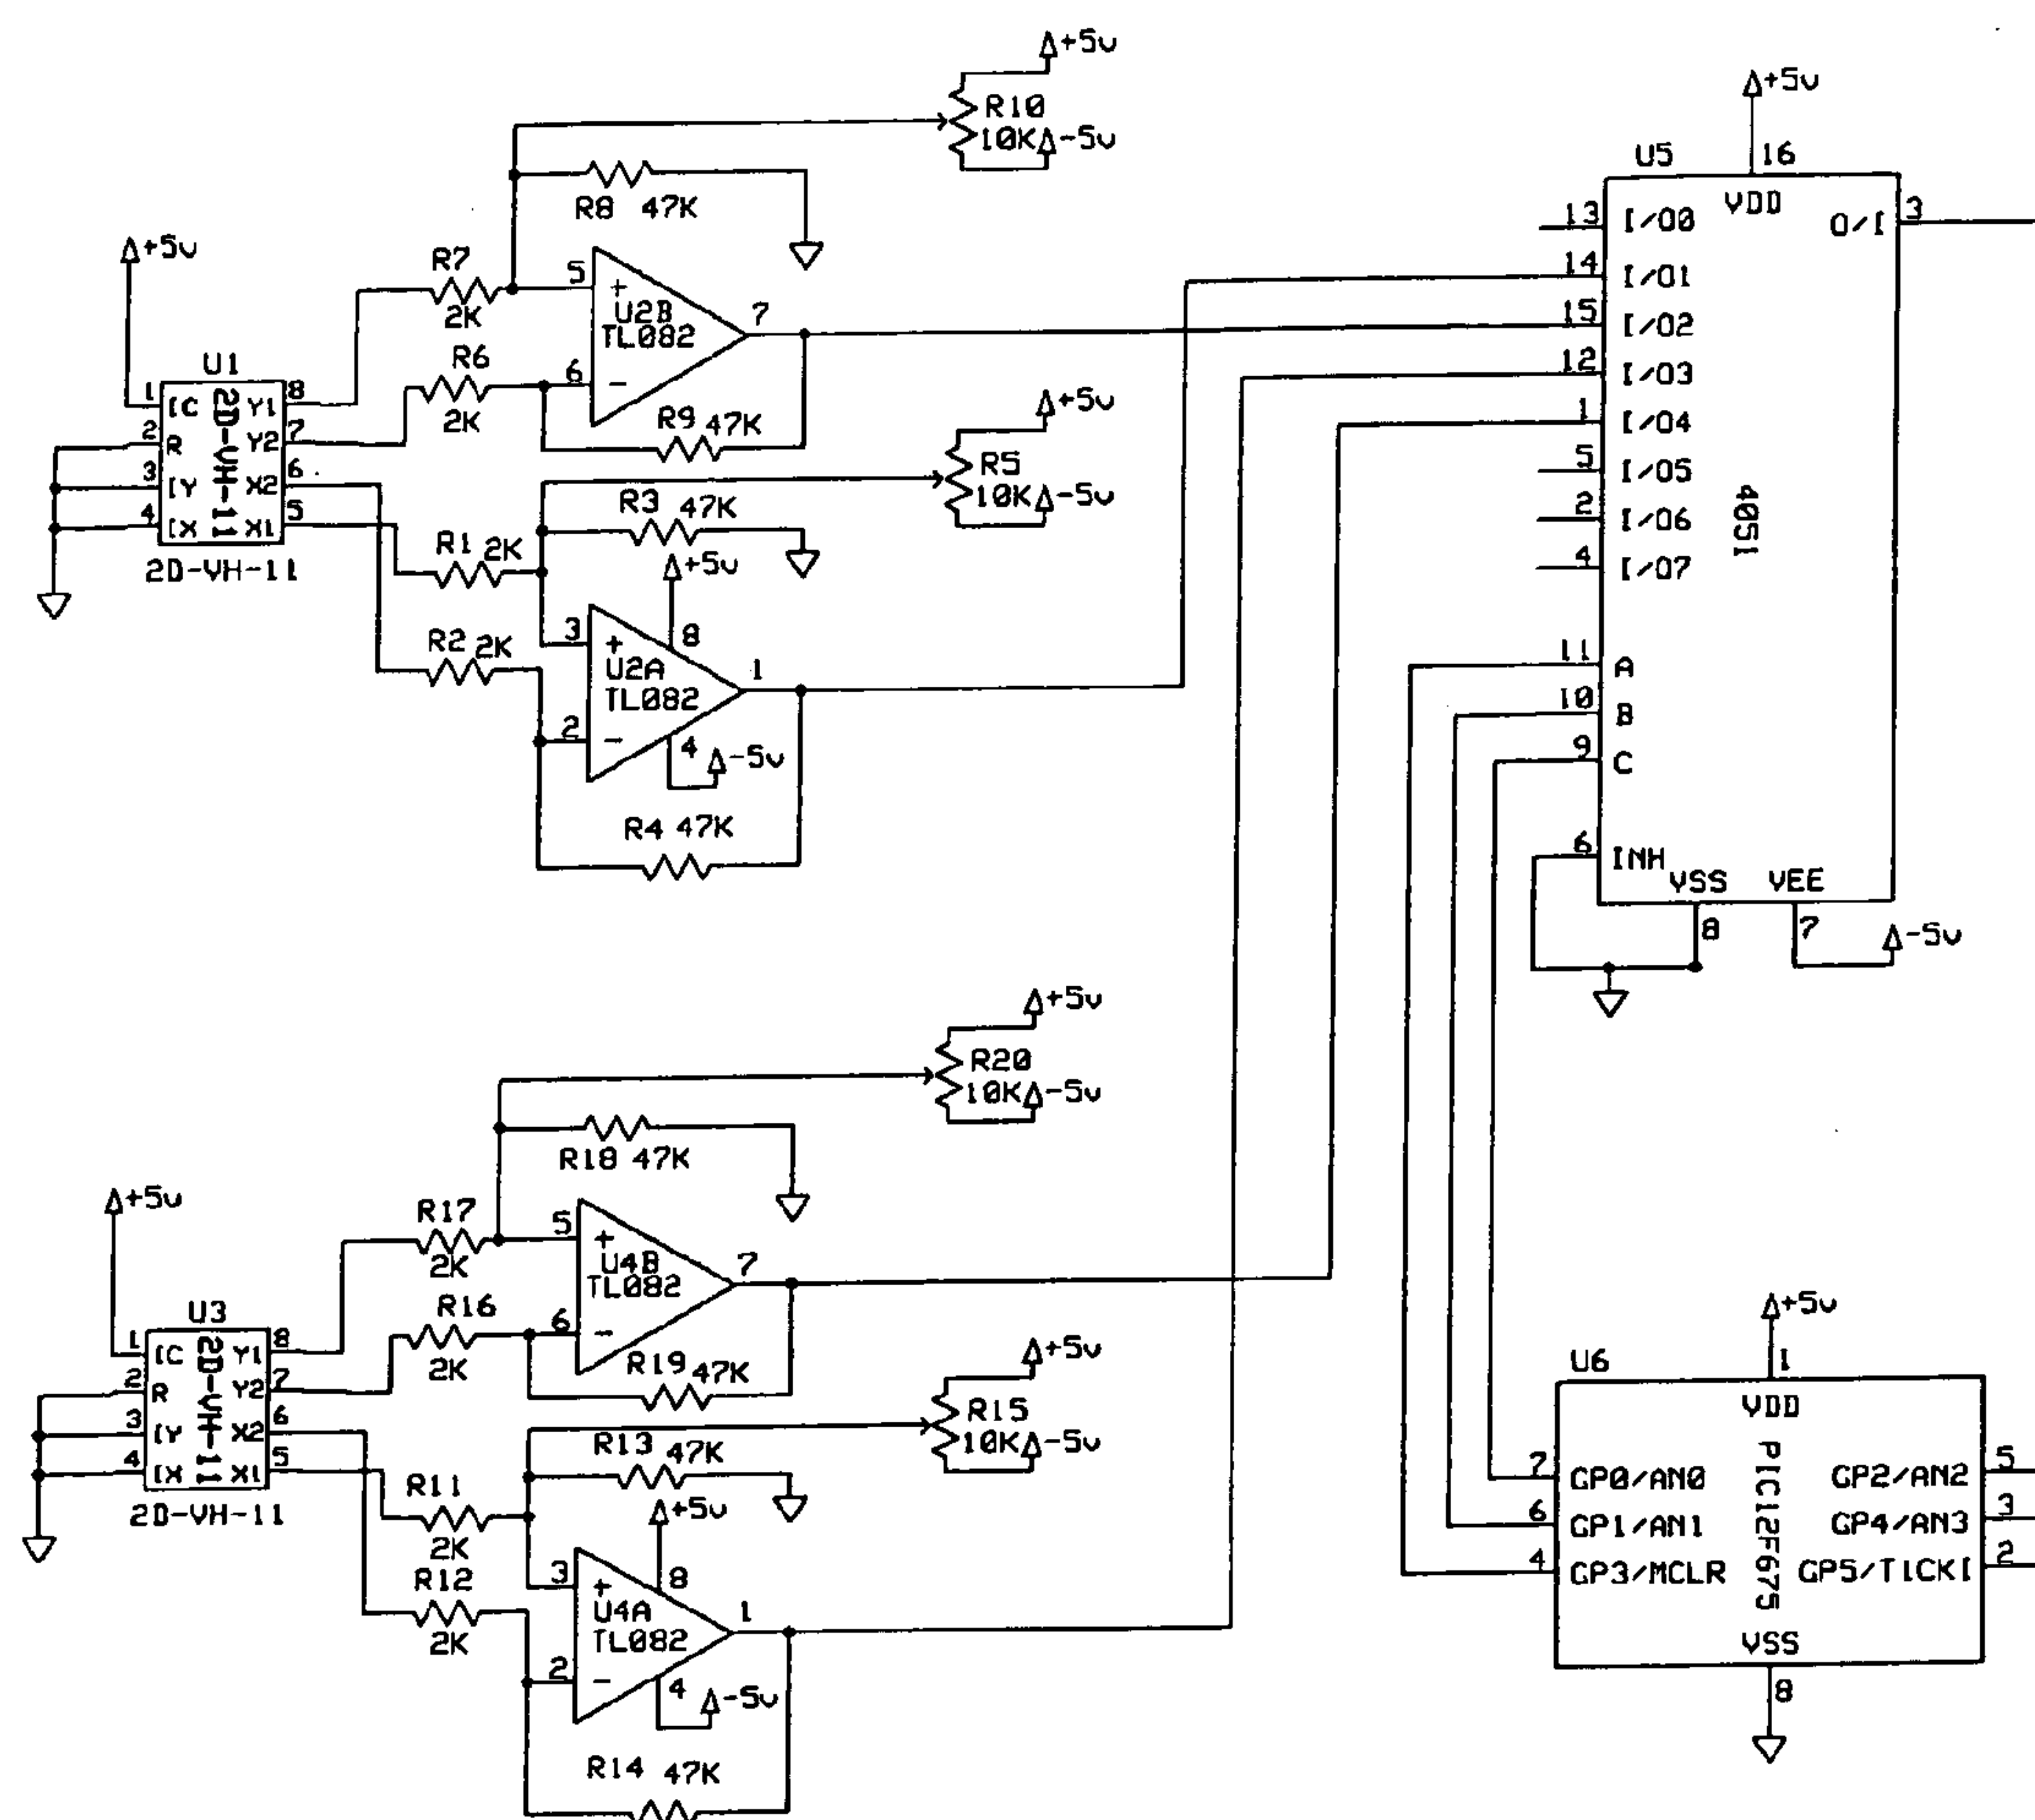 +5v
R10
10K
-5v
R8 47K
+5v
R7
2K
5
+
U2B
TL082
7
R6
2K
6
-
R9 47K
U1
1 IC Y1 8
2 R Y2 7
3 IY X2 6
4 IX X1 5
2D-VH-11
2D-VH-11
+5v
R5
10K
-5v
R3 47K
R1 2K
+5v
R2 2K
3
+
8
U2A
TL082
1
2
-
4
-5v
R4 47K
+5v
U5
16
VDD
13 I/O0
O/I 3
14 I/O1
15 I/O2
12 I/O3
1 I/O4
5 I/O5
2 I/O6
4 I/O7
4051
11 A
10 B
9 C
6 INH
VSS VEE
8
7
-5v
+5v
R20
10K
-5v
R18 47K
+5v
R17
2K
5
+
U4B
TL082
7
R16
2K
6
-
R19 47K
U3
1 IC Y1 8
2 R Y2 7
3 IY X2 6
4 IX X1 5
2D-VH-11
2D-VH-11
+5v
R15
10K
-5v
R13 47K
R11
2K
+5v
R12
2K
3
+
8
U4A
TL082
1
2
-
4
-5v
R14 47K
+5v
U6
1
VDD
PIC12F675
7 GP0/AN0 GP2/AN2 5
6 GP1/AN1 GP4/AN3 3
4 GP3/MCLR GP5/T1CKI 2
VSS
8